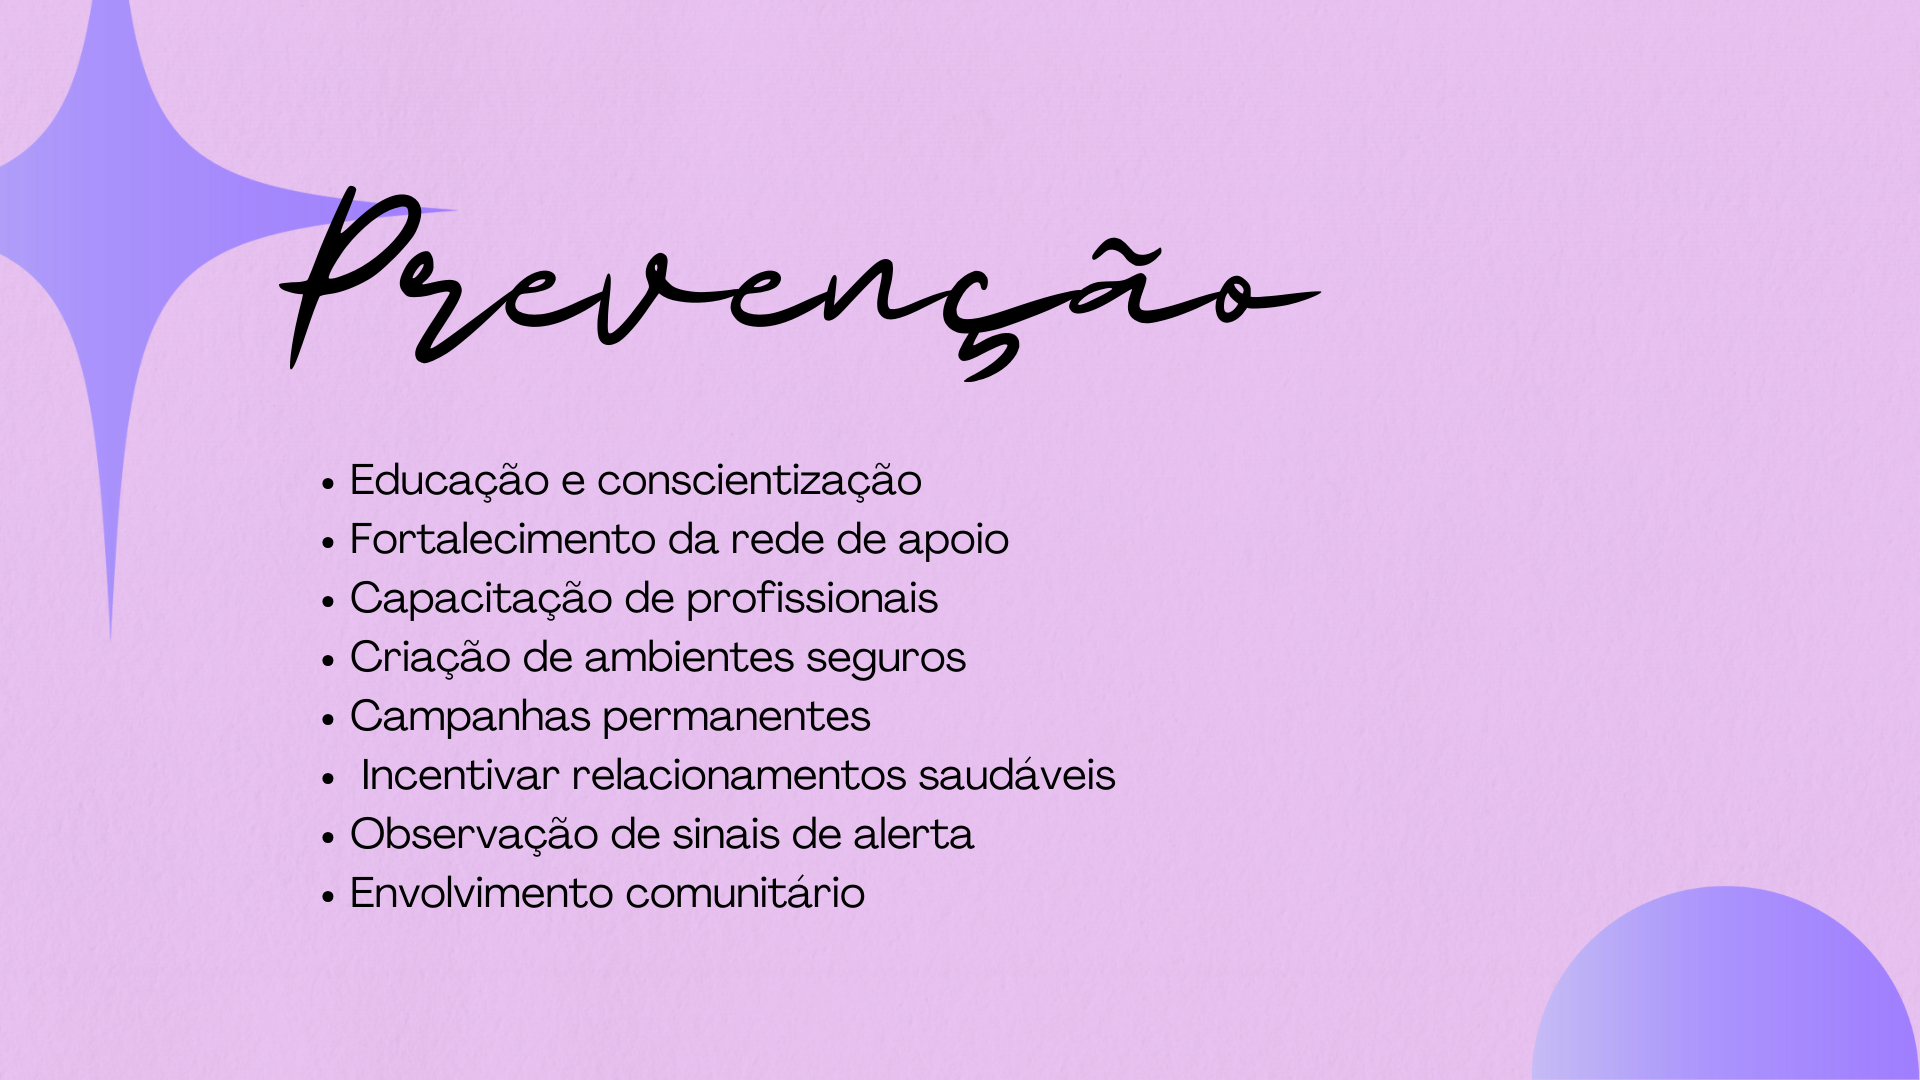 Prevenção
• Educação e conscientização
• Fortalecimento da rede de apoio
• Capacitação de profissionais
• Criação de ambientes seguros
• Campanhas permanentes
• Incentivar relacionamentos saudáveis
• Observação de sinais de alerta
• Envolvimento comunitário